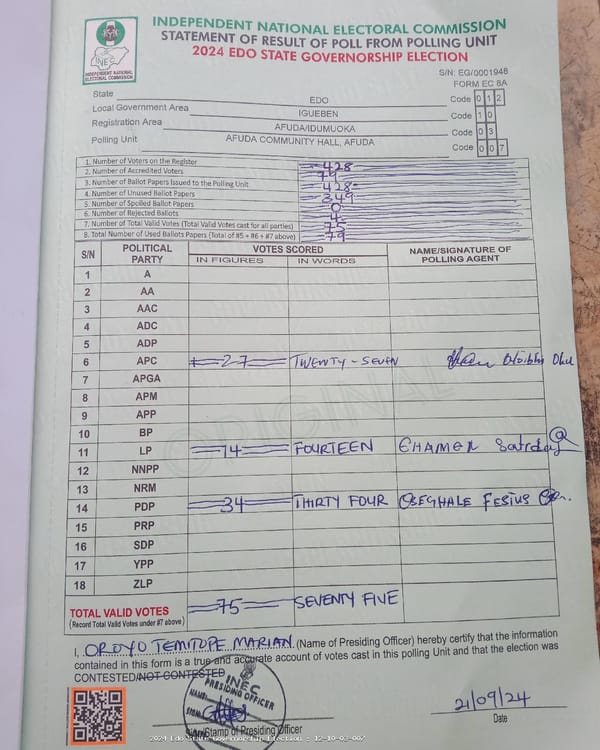 INDEPENDENT NATIONAL ELECTORAL COMMISSION
STATEMENT OF RESULT OF POLL FROM POLLING UNIT
2024 EDO STATE GOVERNORSHIP ELECTION
INEC
INDEPENDENT NATIONAL
ELECTORAL COMMISSION
S/N: EG/0001948
FORM EC 8A
State EDO Code 0 1 2
Local Government Area IGUEBEN Code 1 0
Registration Area AFUDA/IDUMUOKA Code 0 3
Polling Unit AFUDA COMMUNITY HALL, AFUDA Code 0 0 7
1. Number of Voters on the Register 428
2. Number of Accredited Voters 79
3. Number of Ballot Papers Issued to the Polling Unit 428
4. Number of Unused Ballot Papers 349
5. Number of Spoiled Ballot Papers 0
6. Number of Rejected Ballots 4
7. Number of Total Valid Votes (Total Valid Votes cast for all parties) 75
8. Total Number of Used Ballots Papers (Total of #5 + #6 + #7 above) 79
S/N POLITICAL PARTY VOTES SCORED NAME/SIGNATURE OF POLLING AGENT
IN FIGURES IN WORDS
1 A
2 AA
3 AAC
4 ADC
5 ADP
6 APC 27 TWENTY-SEVEN
7 APGA
8 APM
9 APP
10 BP
11 LP 14 FOURTEEN EHAMEN Saturday
12 NNPP
13 NRM
14 PDP 34 THIRTY FOUR OSEGHALE FESTUS
15 PRP
16 SDP
17 YPP
18 ZLP
ORIGINAL
TOTAL VALID VOTES 75 SEVENTY FIVE
(Record Total Valid Votes under #7 above)
I, OROYO TEMITOPE MARIAN (Name of Presiding Officer) hereby certify that the information
contained in this form is a true and accurate account of votes cast in this polling Unit and that the election was
CONTESTED/NOT CONTESTED
INEC
PRESIDING OFFICER
NAME:
SIGN:
21/09/24
Stamp of Presiding Officer Date
2024 Edo State Governorship Election : 12-10-03-007